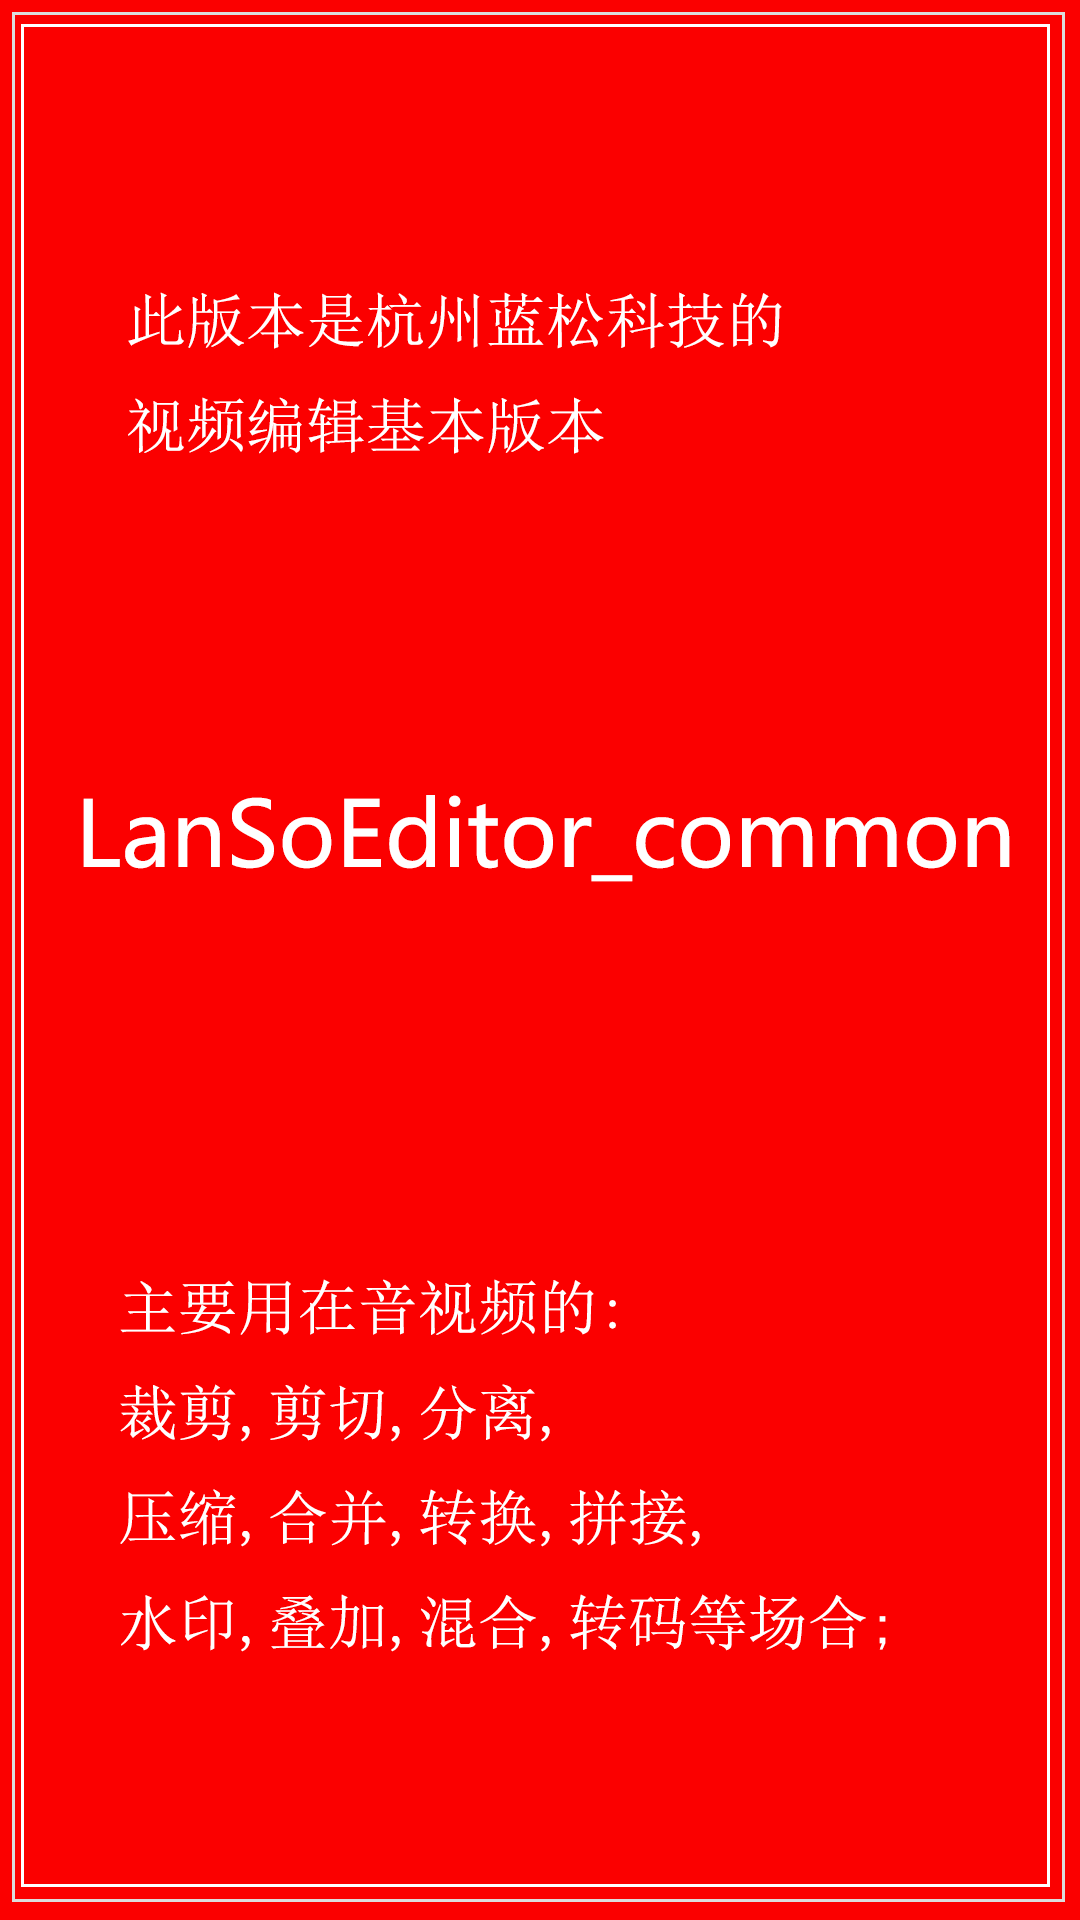 此版本是杭州蓝松科技的
视频编辑基本版本
LanSoEditor_common
主要用在音视频的:
裁剪,剪切,分离,
压缩,合并,转换,拼接,
水印,叠加,混合,转码等场合;